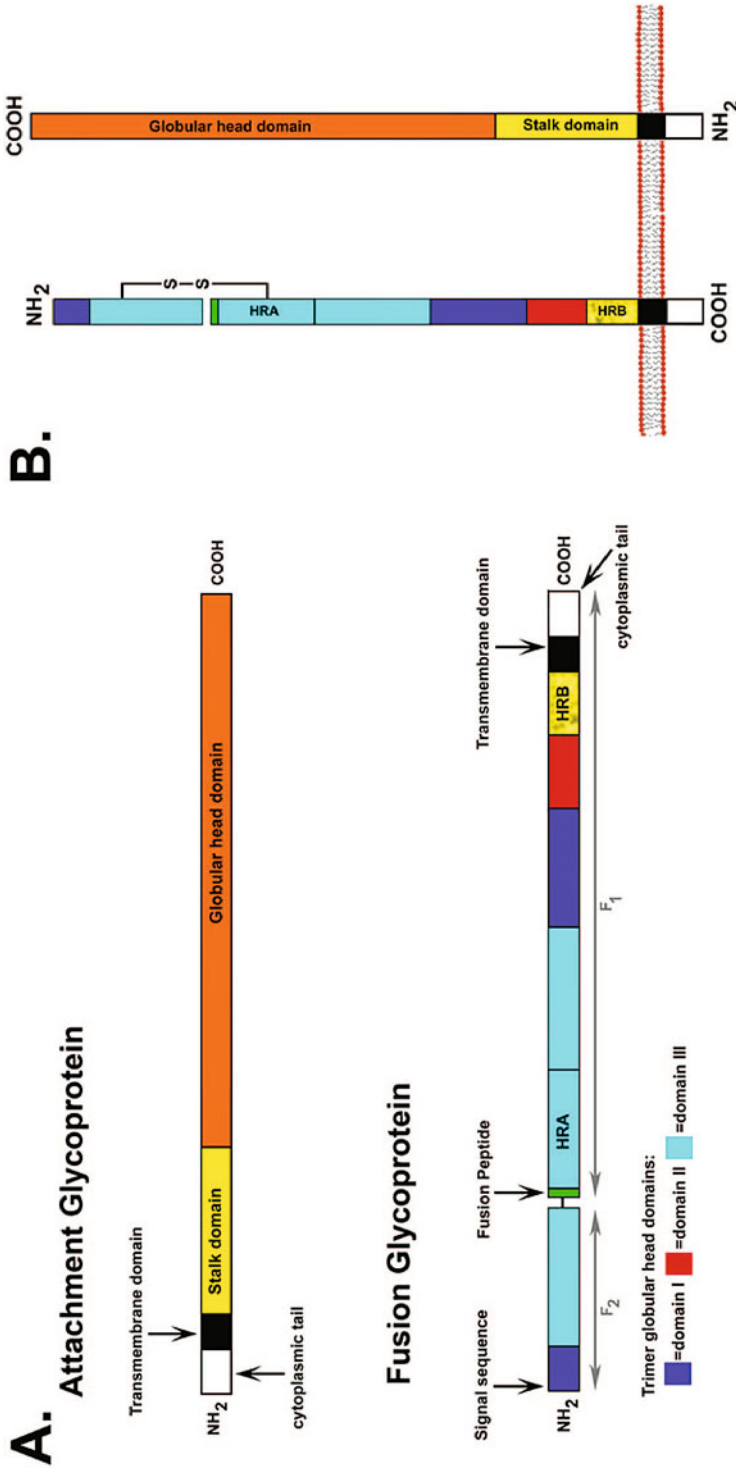 A.
Attachment Glycoprotein
Transmembrane domain
NH2
Stalk domain
Globular head domain
COOH
cytoplasmic tail
Fusion Glycoprotein
Signal sequence
Fusion Peptide
Transmembrane domain
NH2
HRA
HRB
COOH
F2
F1
cytoplasmic tail
Trimer globular head domains:
=domain I
=domain II
=domain III
B.
NH2
S
S
HRA
HRB
COOH
COOH
Globular head domain
Stalk domain
NH2